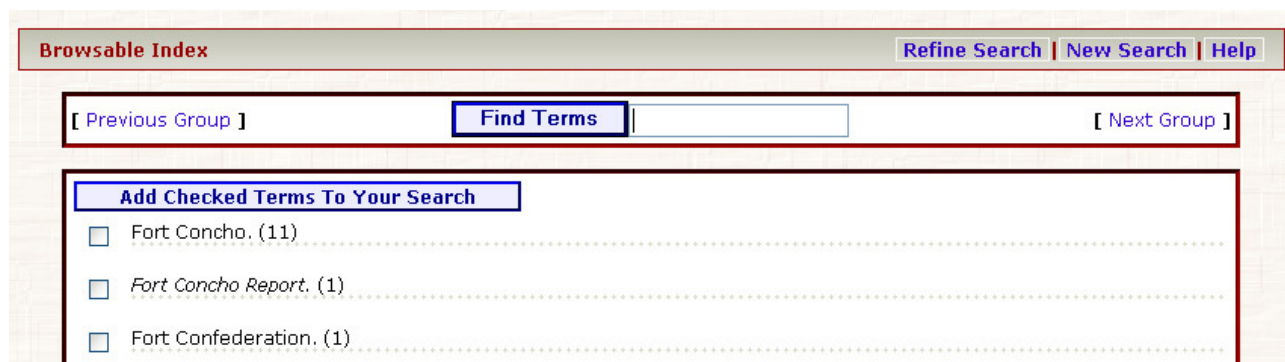 Browsable Index Refine Search | New Search | Help
[ Previous Group ] Find Terms [ Next Group ]
Add Checked Terms To Your Search
Fort Concho. (11)
Fort Concho Report. (1)
Fort Confederation. (1)